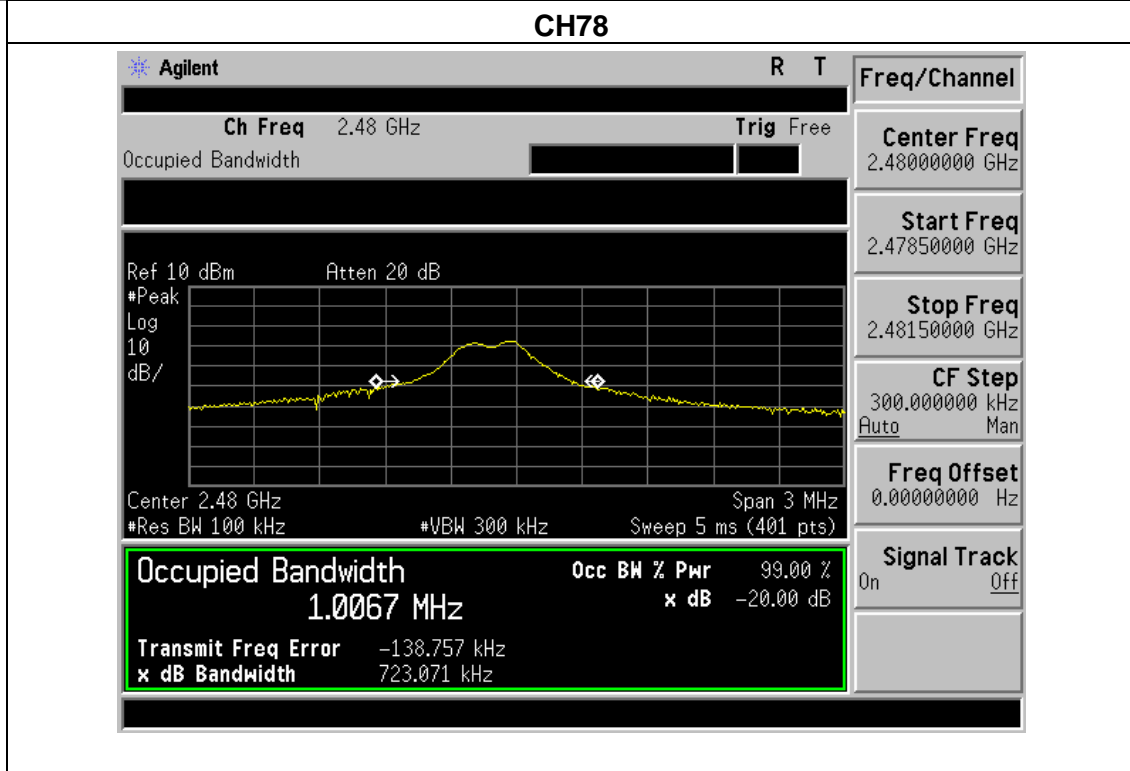 CH78
Agilent R T
Ch Freq 2.48 GHz Trig Free
Occupied Bandwidth
Ref 10 dBm Atten 20 dB
#Peak
Log
10
dB/
Center 2.48 GHz Span 3 MHz
#Res BW 100 kHz #VBW 300 kHz Sweep 5 ms (401 pts)
Occupied Bandwidth Occ BW % Pwr 99.00 %
1.0067 MHz x dB -20.00 dB
Transmit Freq Error -138.757 kHz
x dB Bandwidth 723.071 kHz
Freq/Channel
Center Freq
2.48000000 GHz
Start Freq
2.47850000 GHz
Stop Freq
2.48150000 GHz
CF Step
300.000000 kHz
Auto Man
Freq Offset
0.00000000 Hz
Signal Track
On Off